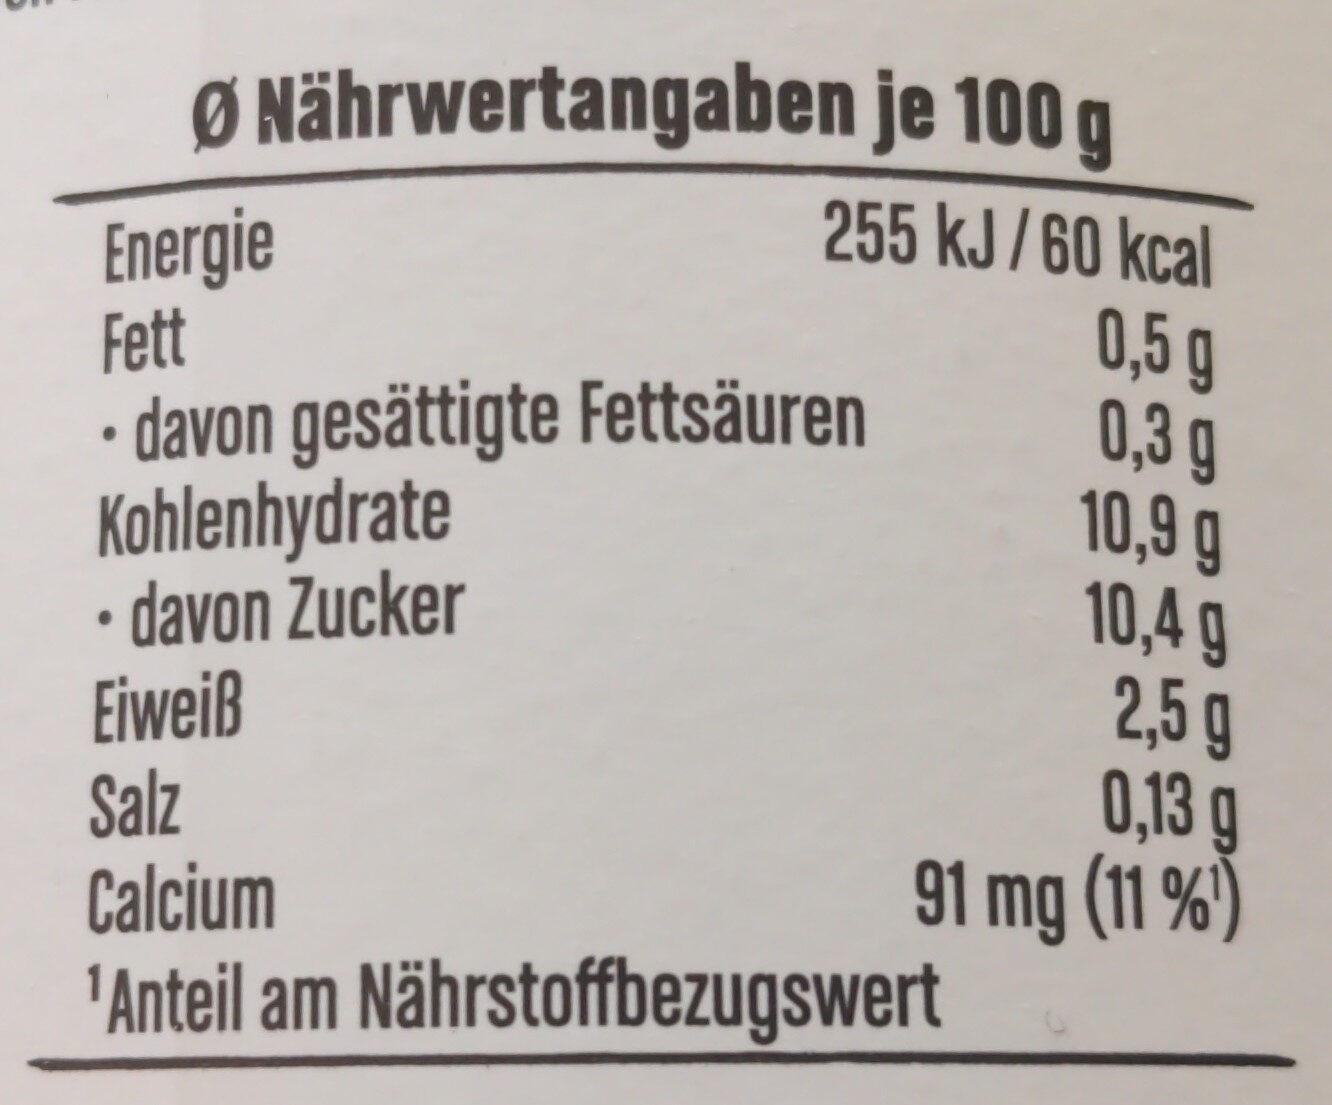 Ø Nährwertangaben je 100 g
Energie 255 kJ / 60 kcal
Fett 0,5 g
· davon gesättigte Fettsäuren 0,3 g
Kohlenhydrate 10,9 g
· davon Zucker 10,4 g
Eiweiß 2,5 g
Salz 0,13 g
Calcium 91 mg (11 %¹)
¹Anteil am Nährstoffbezugswert